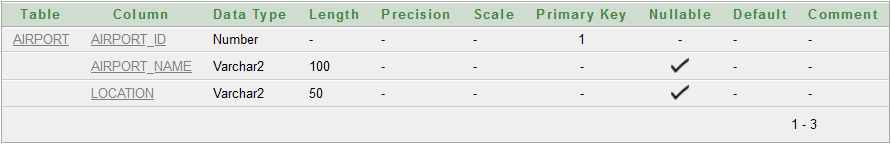 Table Column Data Type Length Precision Scale Primary Key Nullable Default Comment
AIRPORT AIRPORT_ID Number - - - 1 - - -
AIRPORT_NAME Varchar2 100 - - - ✓ - -
LOCATION Varchar2 50 - - - ✓ - -
1 - 3